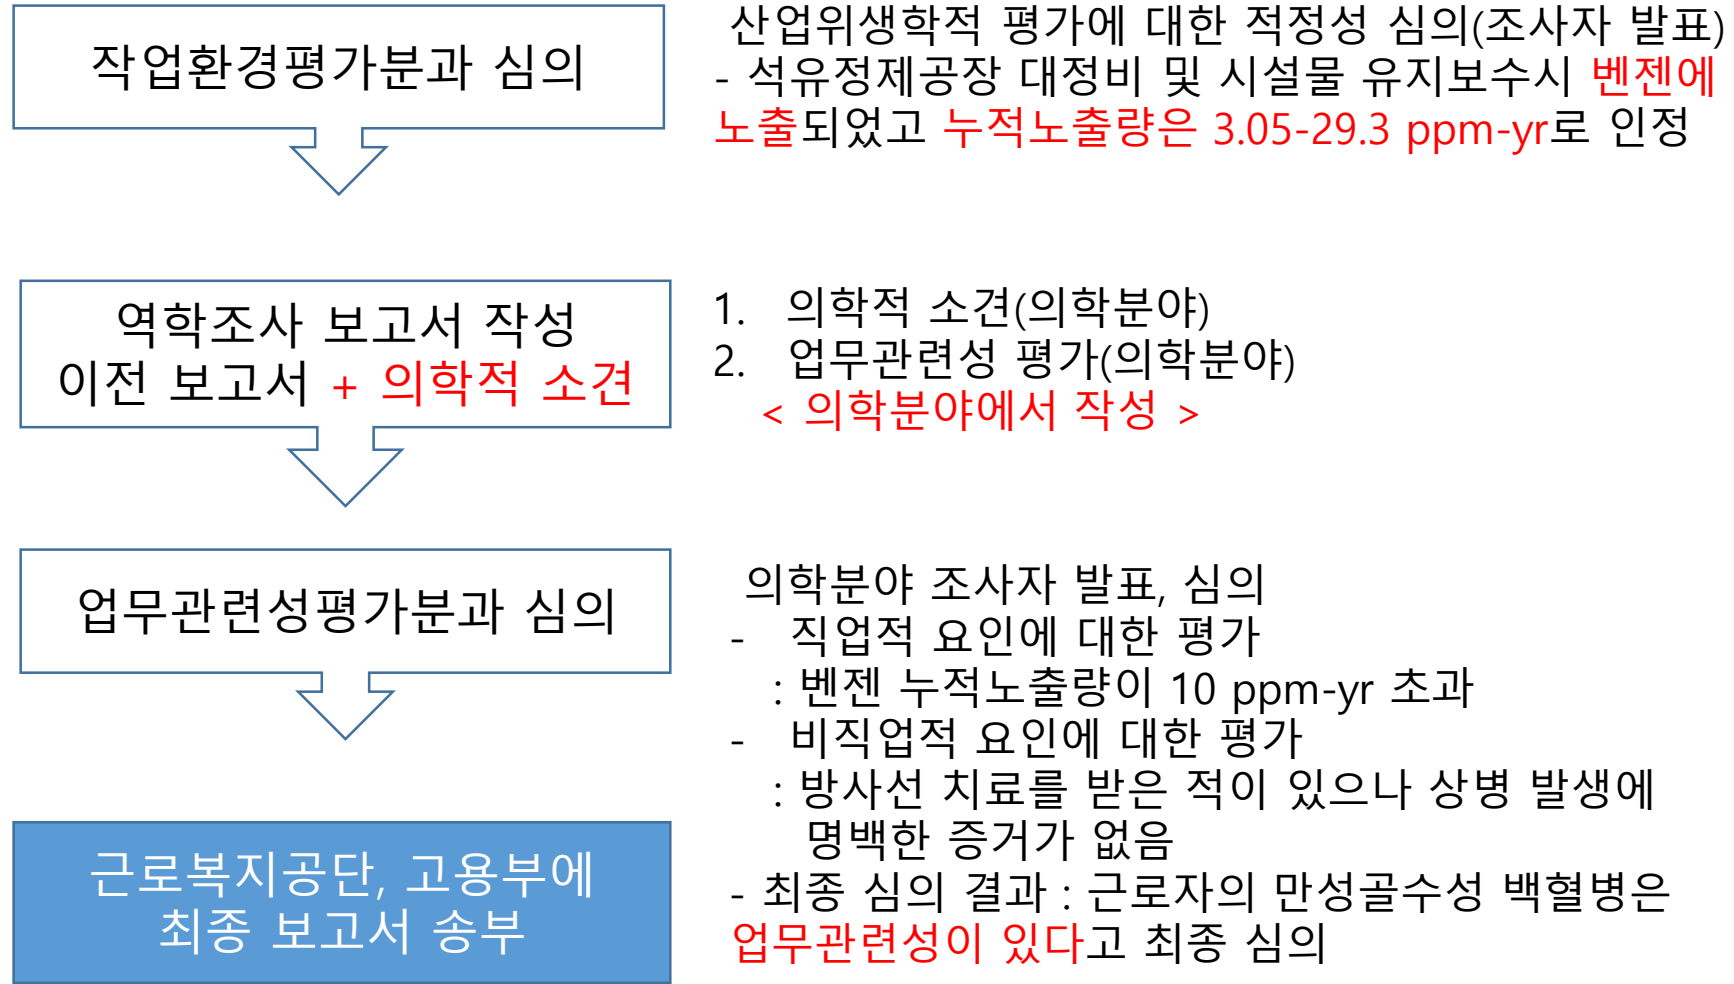 작업환경평가분과 심의
산업위생학적 평가에 대한 적정성 심의(조사자 발표)
- 석유정제공장 대정비 및 시설물 유지보수시 벤젠에
노출되었고 누적노출량은 3.05-29.3 ppm-yr로 인정
역학조사 보고서 작성
이전 보고서 + 의학적 소견
1. 의학적 소견(의학분야)
2. 업무관련성 평가(의학분야)
< 의학분야에서 작성 >
업무관련성평가분과 심의
의학분야 조사자 발표, 심의
- 직업적 요인에 대한 평가
: 벤젠 누적노출량이 10 ppm-yr 초과
- 비직업적 요인에 대한 평가
: 방사선 치료를 받은 적이 있으나 상병 발생에
명백한 증거가 없음
- 최종 심의 결과 : 근로자의 만성골수성 백혈병은
업무관련성이 있다고 최종 심의
근로복지공단, 고용부에
최종 보고서 송부